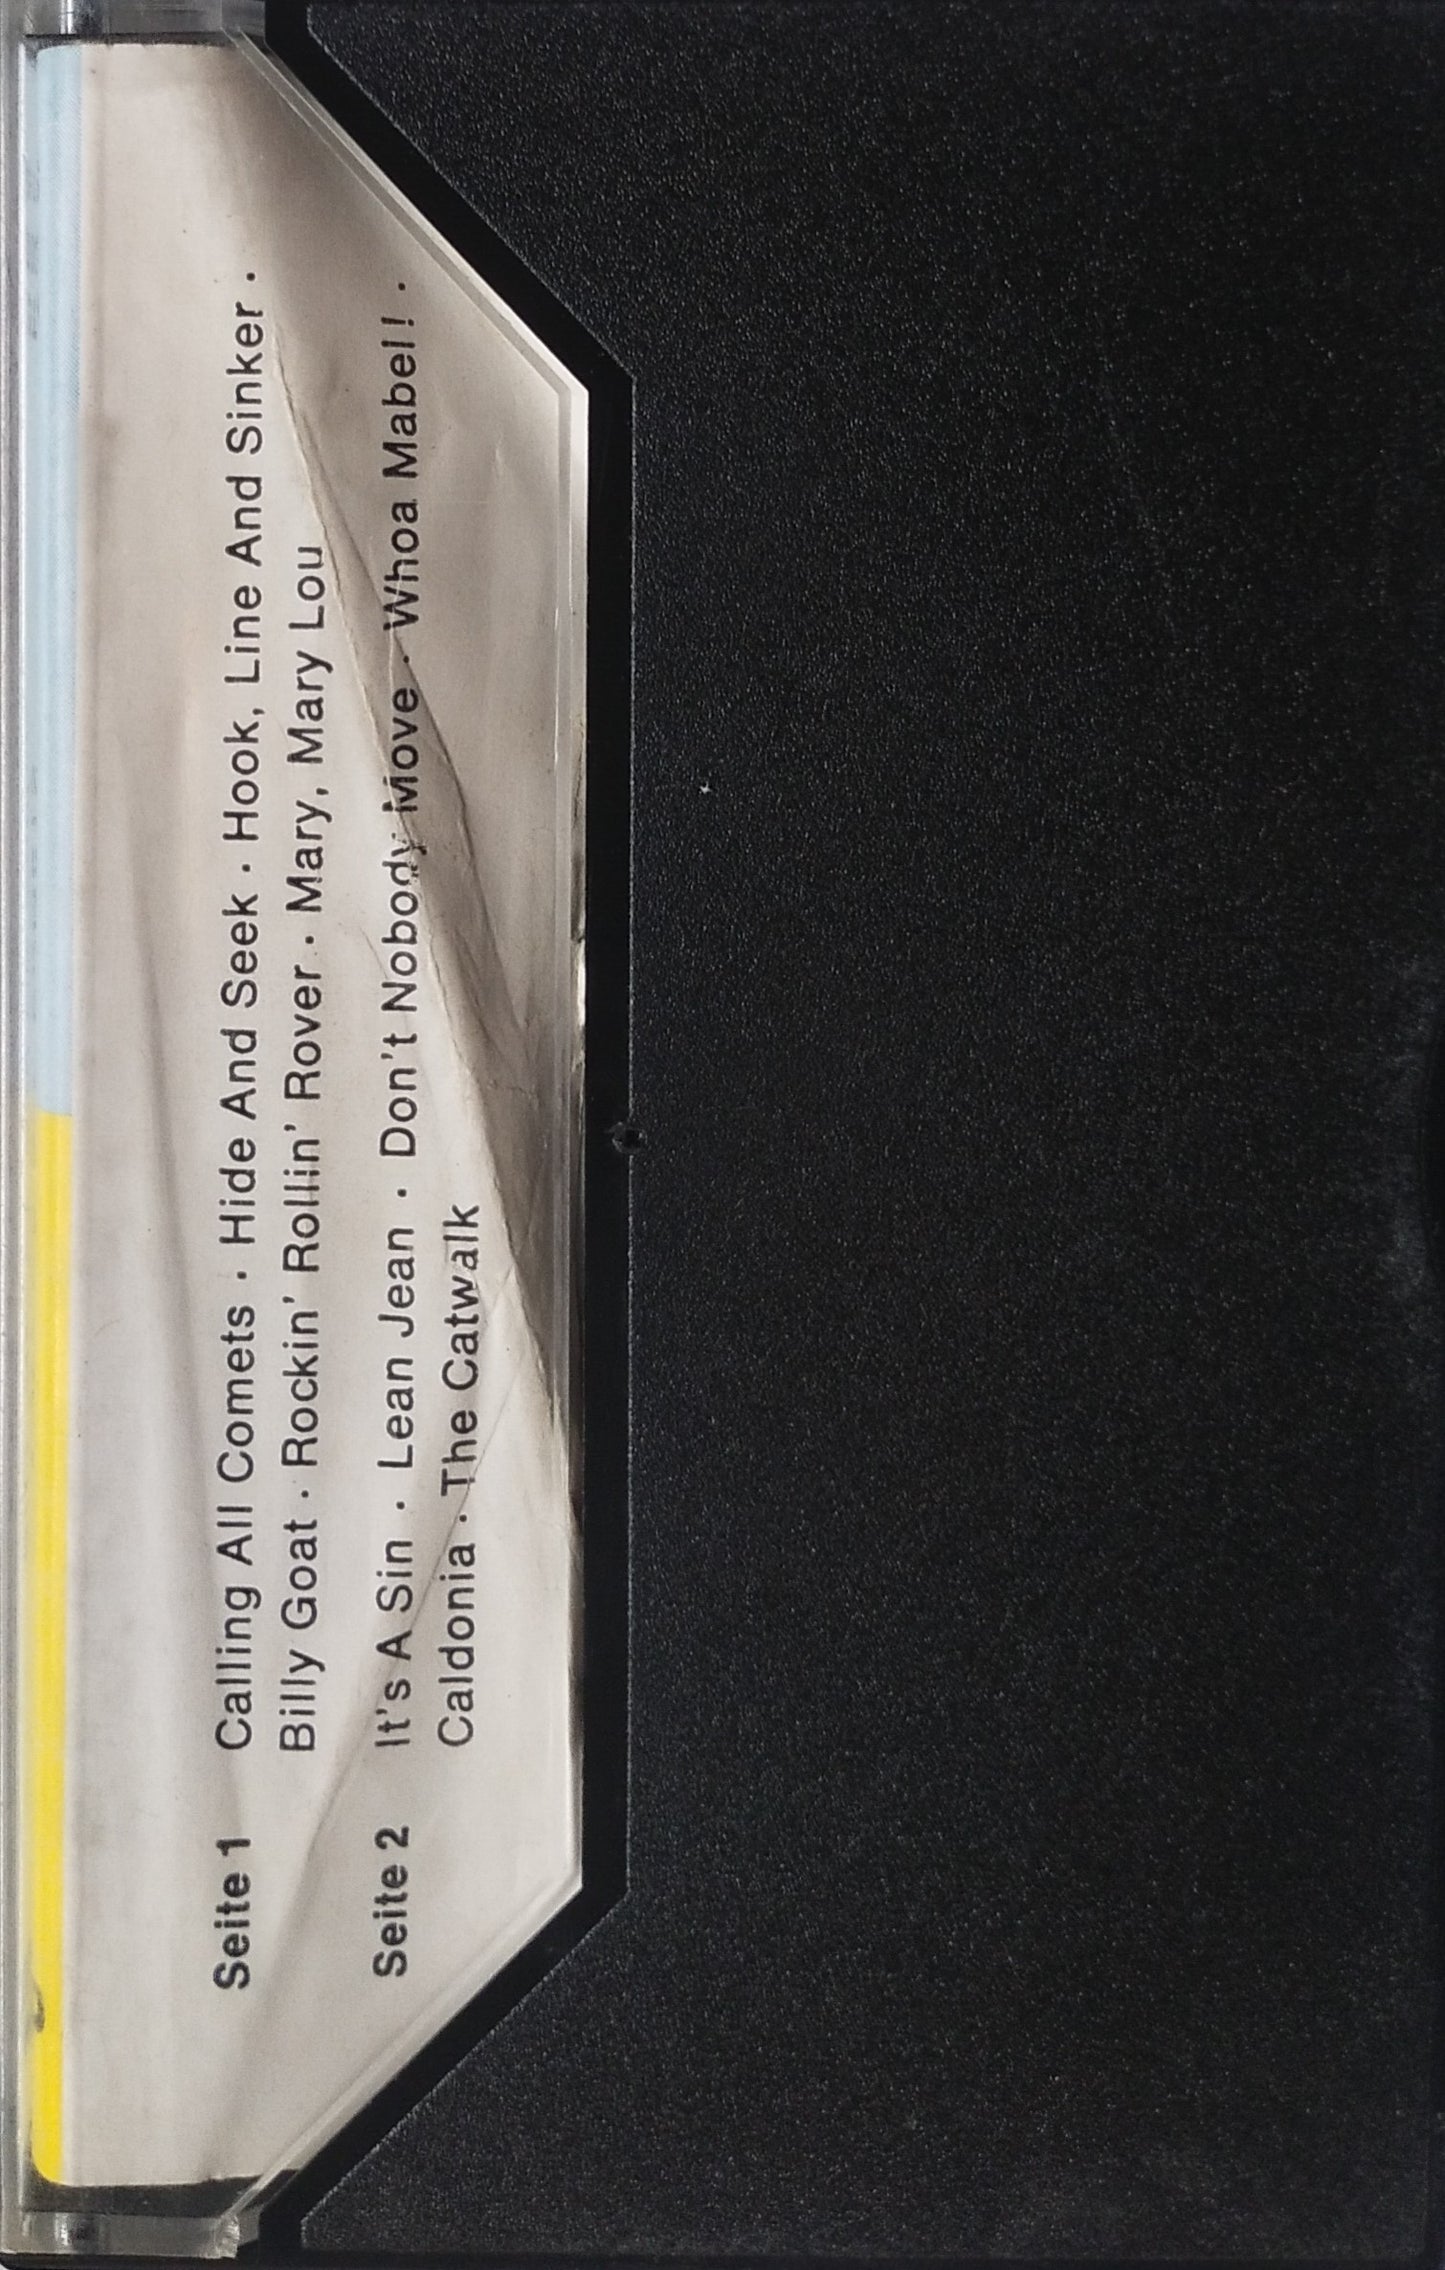 Seite 1 Calling All Comets · Hide And Seek · Hook, Line And Sinker ·
Billy Goat · Rockin' Rollin' Rover · Mary, Mary Lou
Seite 2 It's A Sin · Lean Jean · Don't Nobody Move · Whoa Mabel! ·
Caldonia · The Catwalk